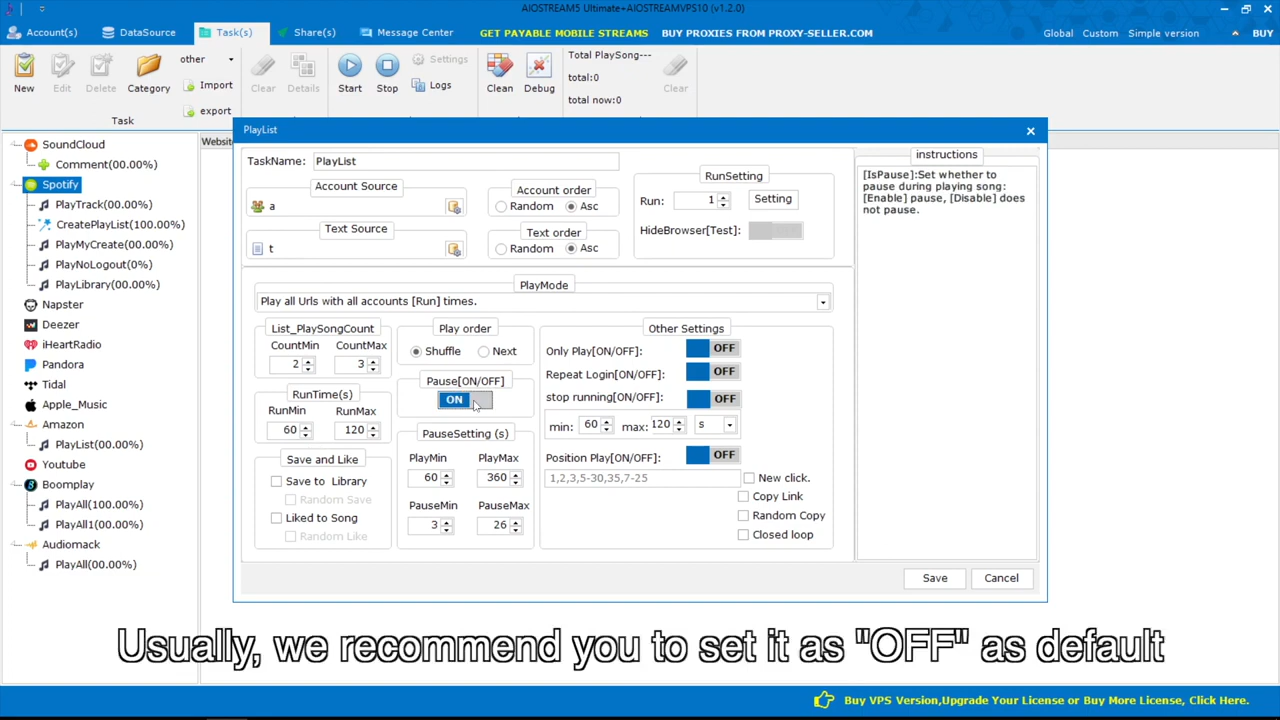 AIOSTREAM5 Ultimate+AIOSTREAMVPS10 (v1.2.0)
Account(s) DataSource Task(s) Share(s) Message Center GET PAYABLE MOBILE STREAMS BUY PROXIES FROM PROXY-SELLER.COM Global Custom Simple version BUY
New Edit Delete Category other Import export Clear Details Start Stop Settings Logs Clean Debug Clear
Total PlaySong---
total:0
total now:0
Task
SoundCloud
Comment(00.00%)
Spotify
PlayTrack(00.00%)
CreatePlayList(100.00%)
PlayMyCreate(00.00%)
PlayNoLogout(0%)
PlayLibrary(00.00%)
Napster
Deezer
iHeartRadio
Pandora
Tidal
Apple_Music
Amazon
PlayList(00.00%)
Youtube
Boomplay
PlayAll(100.00%)
PlayAll1(00.00%)
Audiomack
PlayAll(00.00%)
Website
PlayList
TaskName: PlayList
Account Source
a
Text Source
t
Account order
Random Asc
Text order
Random Asc
RunSetting
Run: 1 Setting
HideBrowser[Test]:
PlayMode
Play all Urls with all accounts [Run] times.
List_PlaySongCount
CountMin CountMax
2 3
RunTime(s)
RunMin RunMax
60 120
Save and Like
Save to Library
Random Save
Liked to Song
Random Like
Play order
Shuffle Next
Pause[ON/OFF]
ON
PauseSetting (s)
PlayMin PlayMax
60 360
PauseMin PauseMax
3 26
Other Settings
Only Play[ON/OFF]: OFF
Repeat Login[ON/OFF]: OFF
stop running[ON/OFF]: OFF
min: 60 max: 120 s
Position Play[ON/OFF]: OFF
1,2,3,5-30,35,7-25 New click.
Copy Link
Random Copy
Closed loop
instructions
[IsPause]:Set whether to
pause during playing song:
[Enable] pause, [Disable] does
not pause.
Save Cancel
Usually, we recommend you to set it as "OFF" as default
Buy VPS Version,Upgrade Your License or Buy More License, Click Here.